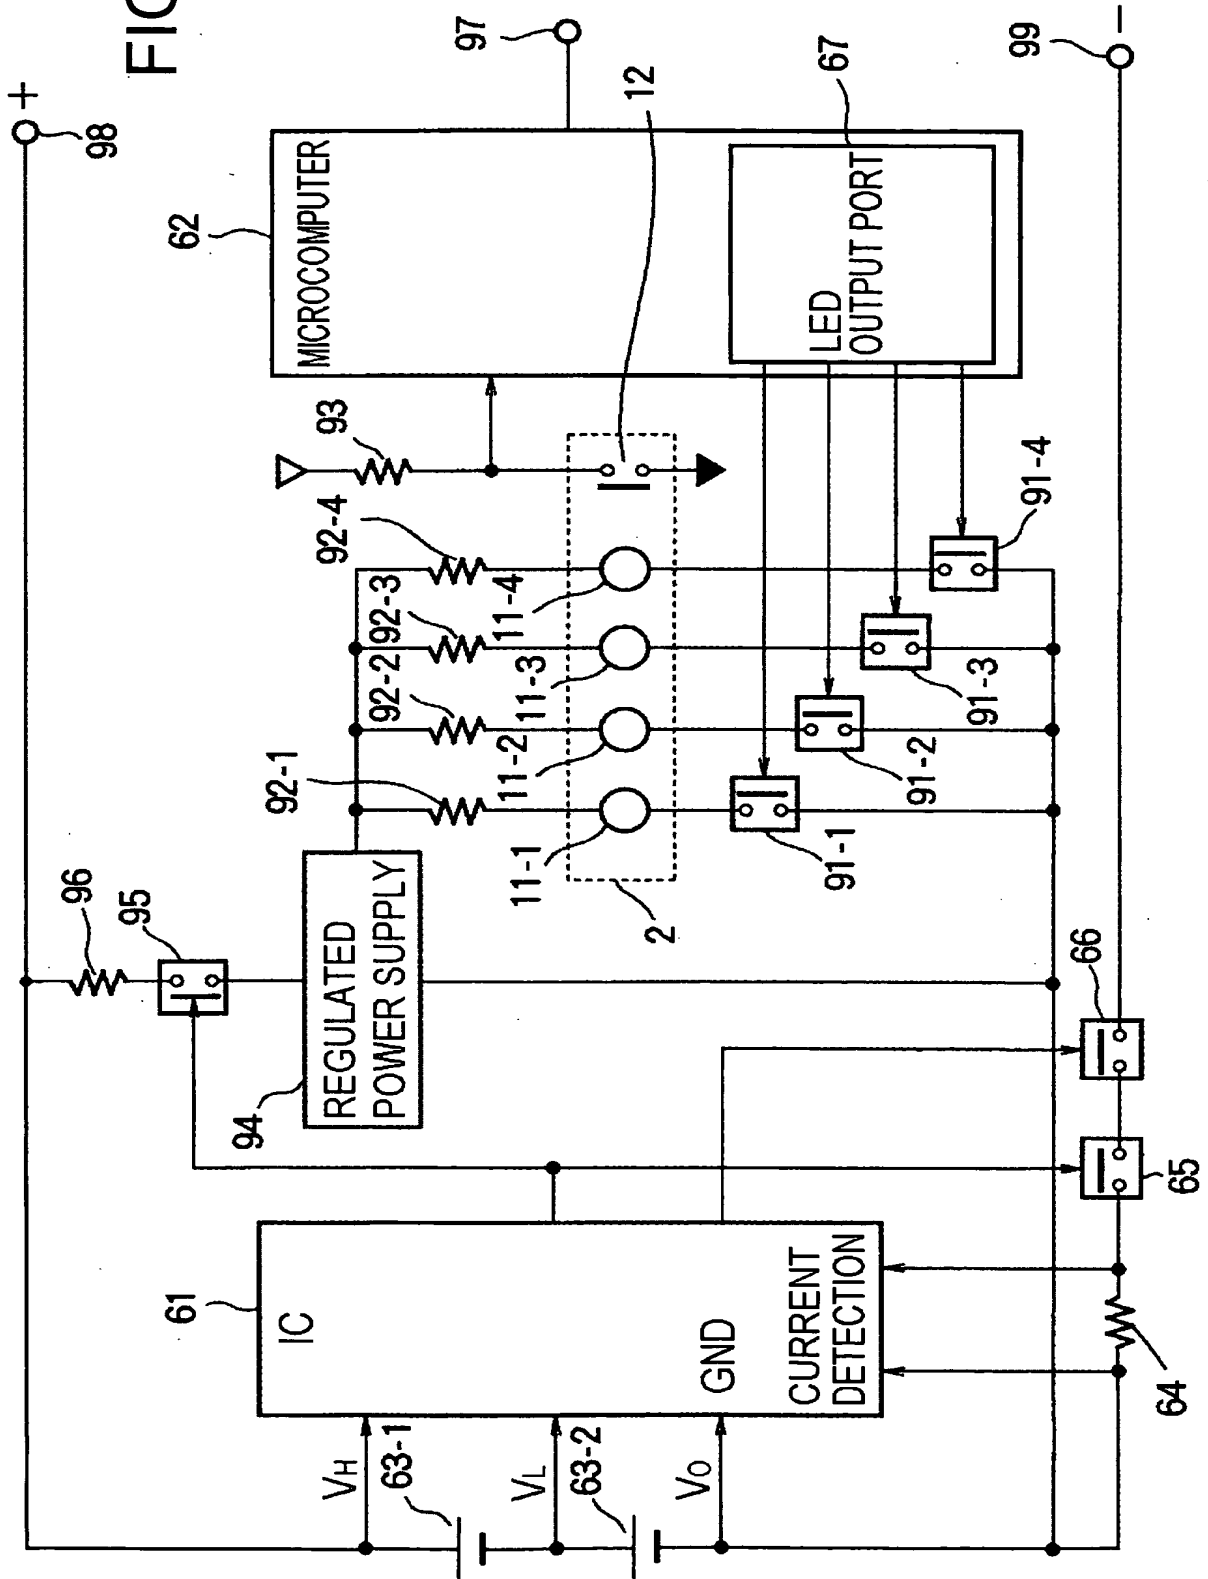 FIG
+
98
97
99
−
12
67
62
MICROCOMPUTER
LED
OUTPUT PORT
93
92-4
92-3
92-2
92-1
11-4
11-3
11-2
11-1
2
91-4
91-3
91-2
91-1
96
95
94
REGULATED
POWER SUPPLY
66
65
61
IC
GND
CURRENT
DETECTION
64
VH
63-1
VL
63-2
VO